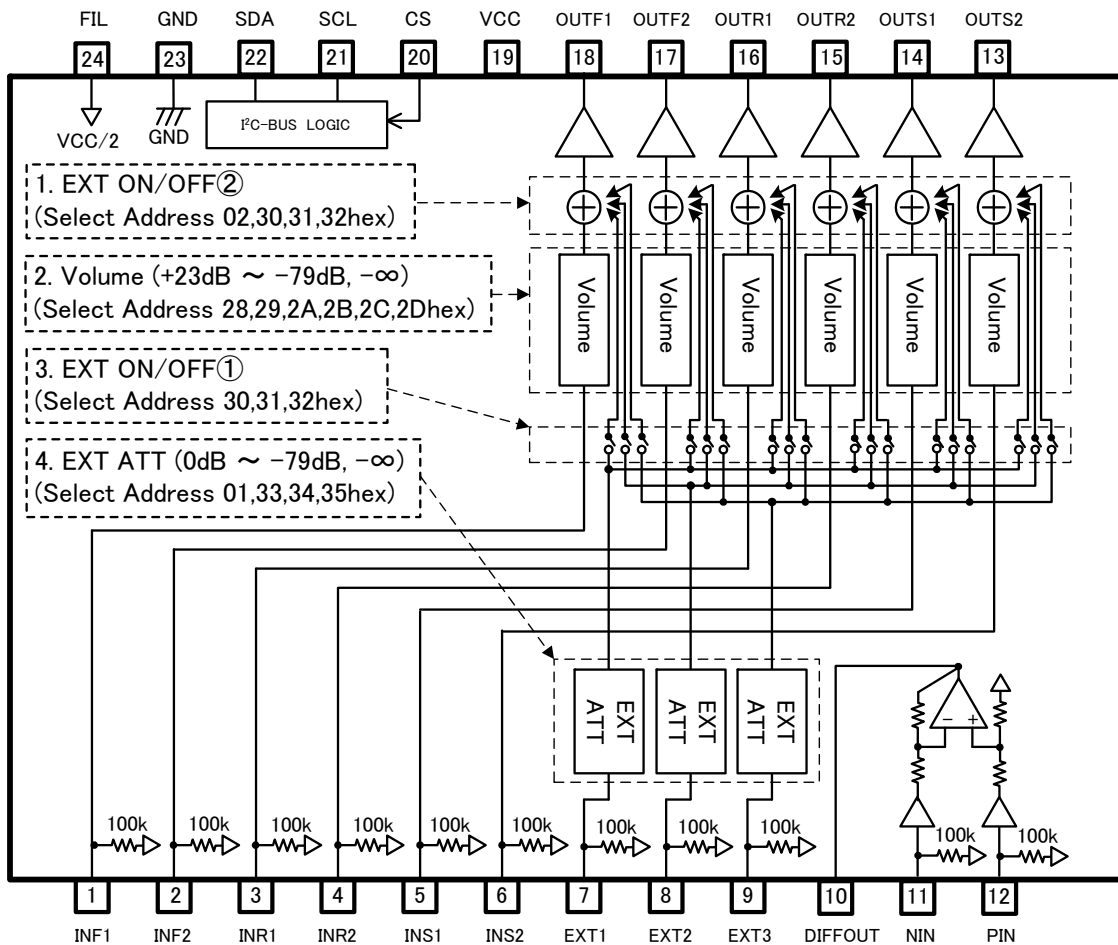 FIL GND SDA SCL CS VCC OUTF1 OUTF2 OUTR1 OUTR2 OUTS1 OUTS2
24 23 22 21 20 19 18 17 16 15 14 13
VCC/2 GND
I²C-BUS LOGIC
1. EXT ON/OFF②
(Select Address 02,30,31,32hex)
2. Volume (+23dB ～ -79dB, -∞)
(Select Address 28,29,2A,2B,2C,2Dhex)
Volume Volume Volume Volume Volume Volume
3. EXT ON/OFF①
(Select Address 30,31,32hex)
4. EXT ATT (0dB ～ -79dB, -∞)
(Select Address 01,33,34,35hex)
EXT ATT EXT ATT EXT ATT
- +
100k 100k 100k 100k 100k 100k 100k 100k 100k 100k 100k
1 2 3 4 5 6 7 8 9 10 11 12
INF1 INF2 INR1 INR2 INS1 INS2 EXT1 EXT2 EXT3 DIFFOUT NIN PIN